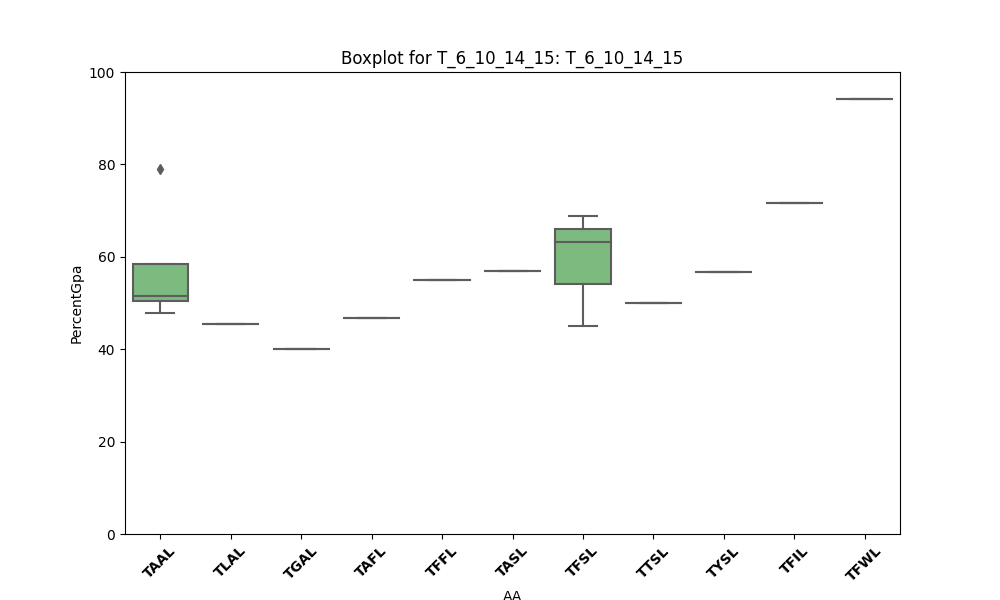 Boxplot for T_6_10_14_15: T_6_10_14_15
100
80
60
40
20
0
PercentGpa
TAAL
TLAL
TGAL
TAFL
TFFL
TASL
TFSL
TTSL
TYSL
TFIL
TFWL
AA